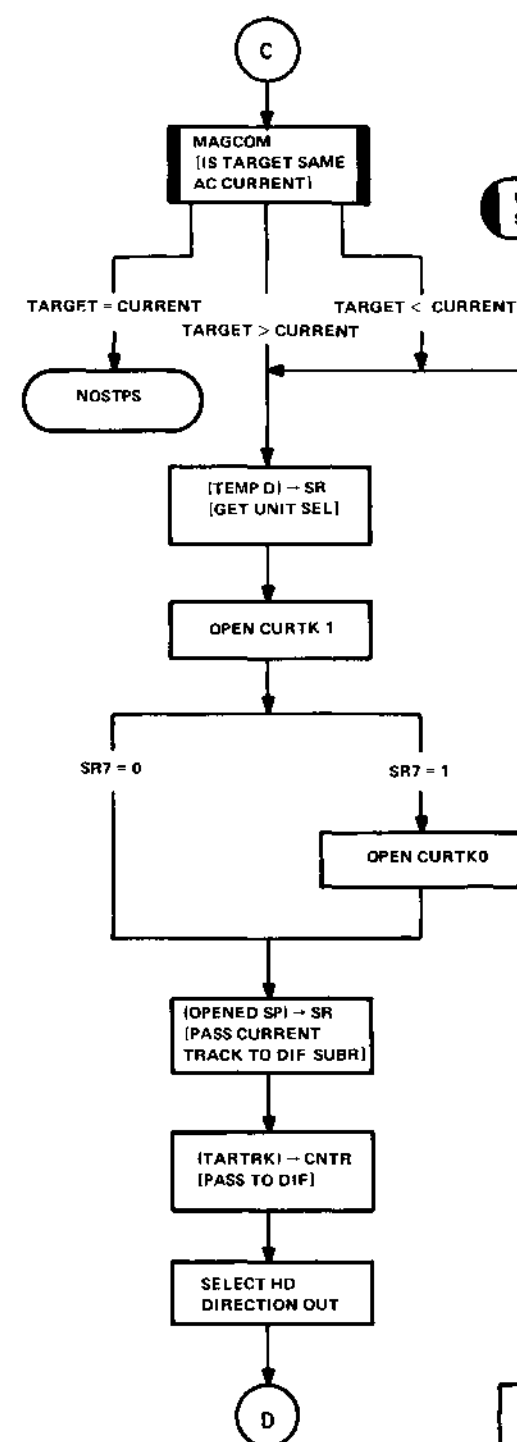 C
MAGCOM
[IS TARGET SAME
AC CURRENT]
TARGET = CURRENT
TARGET > CURRENT
TARGET < CURRENT
NOSTPS
(TEMP D) → SR
[GET UNIT SEL]
OPEN CURTK 1
SR7 = 0
SR7 = 1
OPEN CURTK0
(OPENED SP) → SR
[PASS CURRENT
TRACK TO DIF SUBR]
(TARTRK) → CNTR
[PASS TO DIF]
SELECT HD
DIRECTION OUT
D